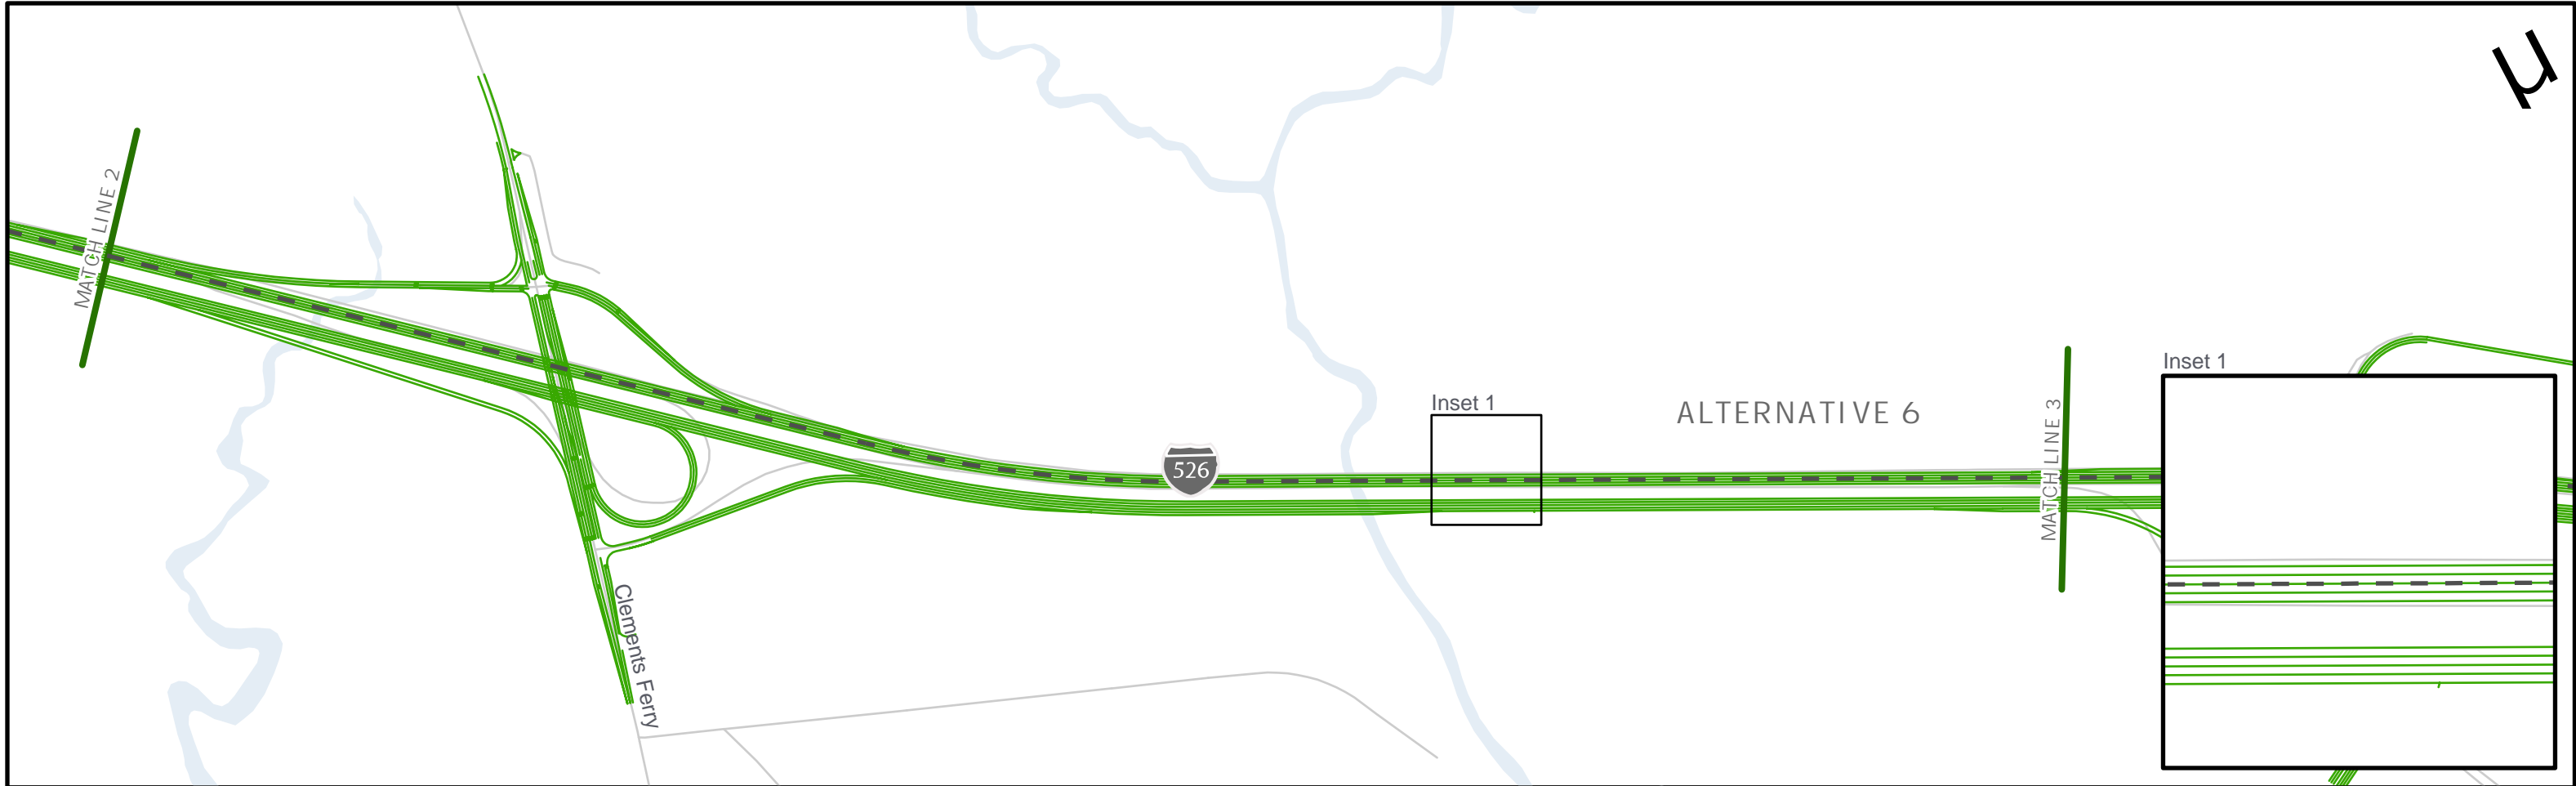 µ
MATCH LINE 2
Inset 1
Inset 1
ALTERNATIVE 6
MATCH LINE 3
526
Clements Ferry